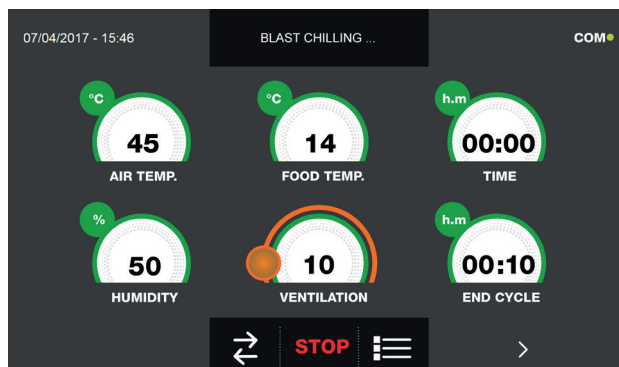 07/04/2017 - 15:46
BLAST CHILLING ...
COM
°C
45
AIR TEMP.
°C
14
FOOD TEMP.
h.m
00:00
TIME
%
50
HUMIDITY
10
VENTILATION
h.m
00:10
END CYCLE
STOP